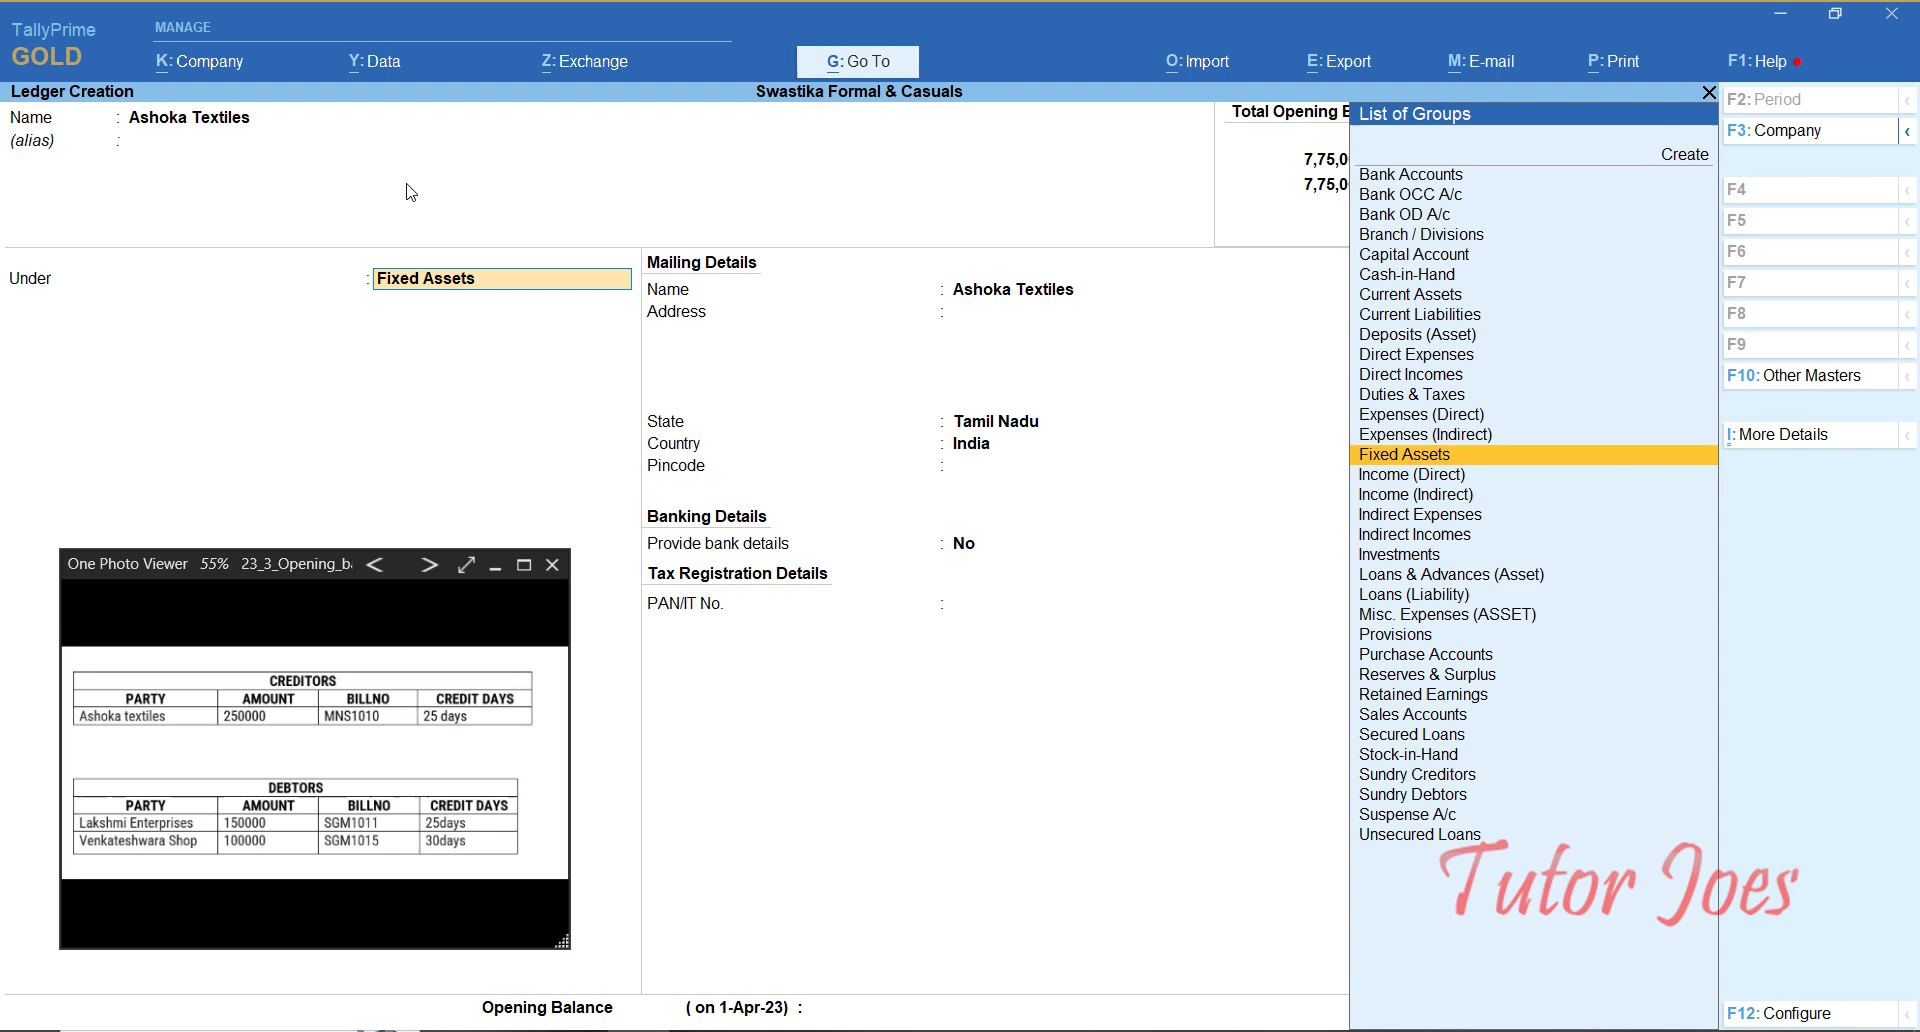 TallyPrime
GOLD
MANAGE
K: Company
Y: Data
Z: Exchange
G: Go To
O: Import
E: Export
M: E-mail
P: Print
F1: Help
Ledger Creation
Swastika Formal & Casuals
Name : Ashoka Textiles
(alias) :
Total Opening B
7,75,0
7,75,0
Under : Fixed Assets
Mailing Details
Name : Ashoka Textiles
Address :
State : Tamil Nadu
Country : India
Pincode :
Banking Details
Provide bank details : No
Tax Registration Details
PAN/IT No. :
One Photo Viewer 55% 23_3_Opening_ba
CREDITORS
PARTY AMOUNT BILLNO CREDIT DAYS
Ashoka textiles 250000 MNS1010 25 days
DEBTORS
PARTY AMOUNT BILLNO CREDIT DAYS
Lakshmi Enterprises 150000 SGM1011 25days
Venkateshwara Shop 100000 SGM1015 30days
Opening Balance ( on 1-Apr-23) :
List of Groups
Create
Bank Accounts
Bank OCC A/c
Bank OD A/c
Branch / Divisions
Capital Account
Cash-in-Hand
Current Assets
Current Liabilities
Deposits (Asset)
Direct Expenses
Direct Incomes
Duties & Taxes
Expenses (Direct)
Expenses (Indirect)
Fixed Assets
Income (Direct)
Income (Indirect)
Indirect Expenses
Indirect Incomes
Investments
Loans & Advances (Asset)
Loans (Liability)
Misc. Expenses (ASSET)
Provisions
Purchase Accounts
Reserves & Surplus
Retained Earnings
Sales Accounts
Secured Loans
Stock-in-Hand
Sundry Creditors
Sundry Debtors
Suspense A/c
Unsecured Loans
Tutor Joes
F2: Period
F3: Company
F4
F5
F6
F7
F8
F9
F10: Other Masters
I: More Details
F12: Configure